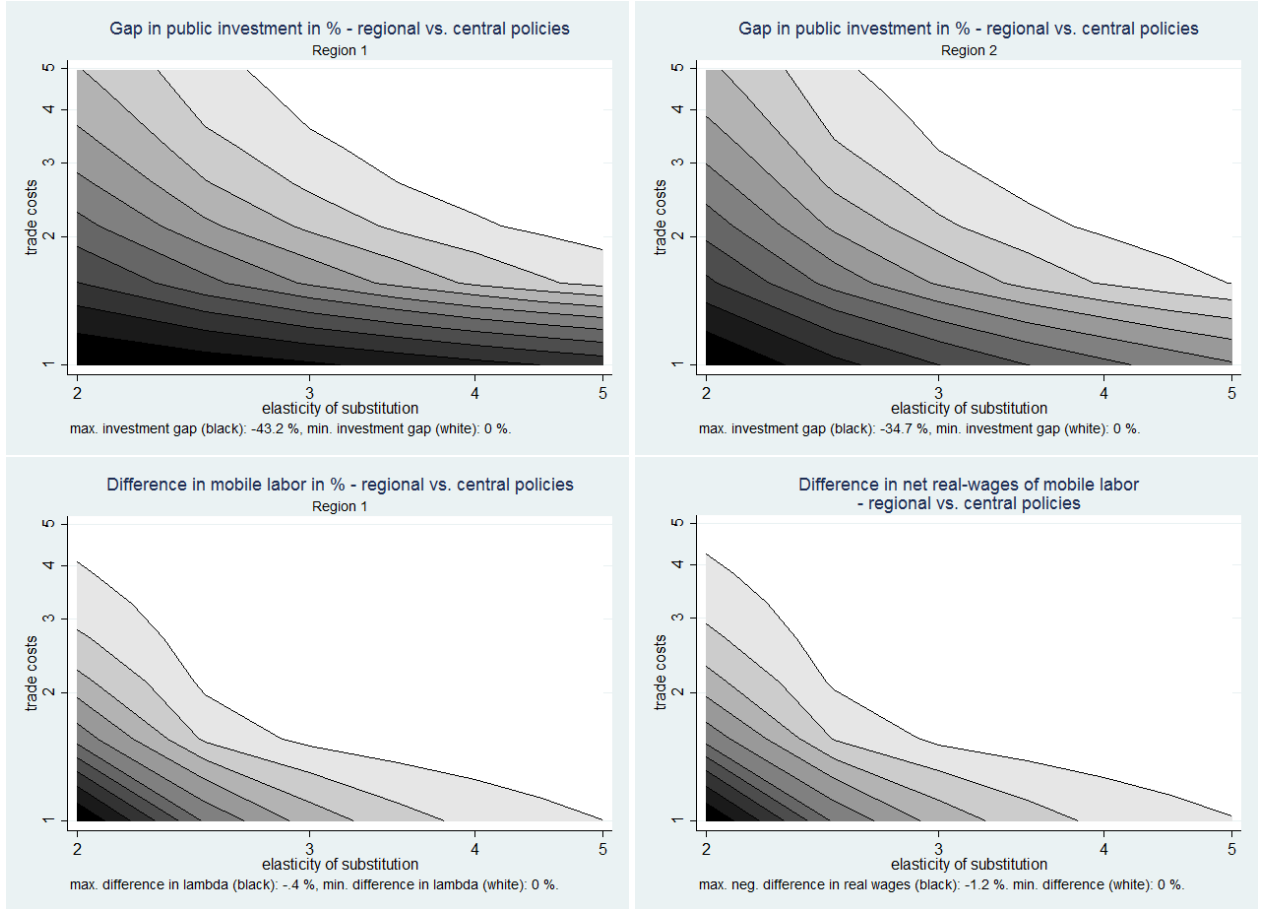 Gap in public investment in % - regional vs. central policies
Region 1
5
4
3
2
1
trade costs
2 3 4 5
elasticity of substitution
max. investment gap (black): -43.2 %, min. investment gap (white): 0 %.
Gap in public investment in % - regional vs. central policies
Region 2
5
4
3
2
1
trade costs
2 3 4 5
elasticity of substitution
max. investment gap (black): -34.7 %, min. investment gap (white): 0 %.
Difference in mobile labor in % - regional vs. central policies
Region 1
5
4
3
2
1
trade costs
2 3 4 5
elasticity of substitution
max. difference in lambda (black): -.4 %, min. difference in lambda (white): 0 %.
Difference in net real-wages of mobile labor
- regional vs. central policies
5
4
3
2
1
trade costs
2 3 4 5
elasticity of substitution
max. neg. difference in real wages (black): -1.2 %. min. difference (white): 0 %.